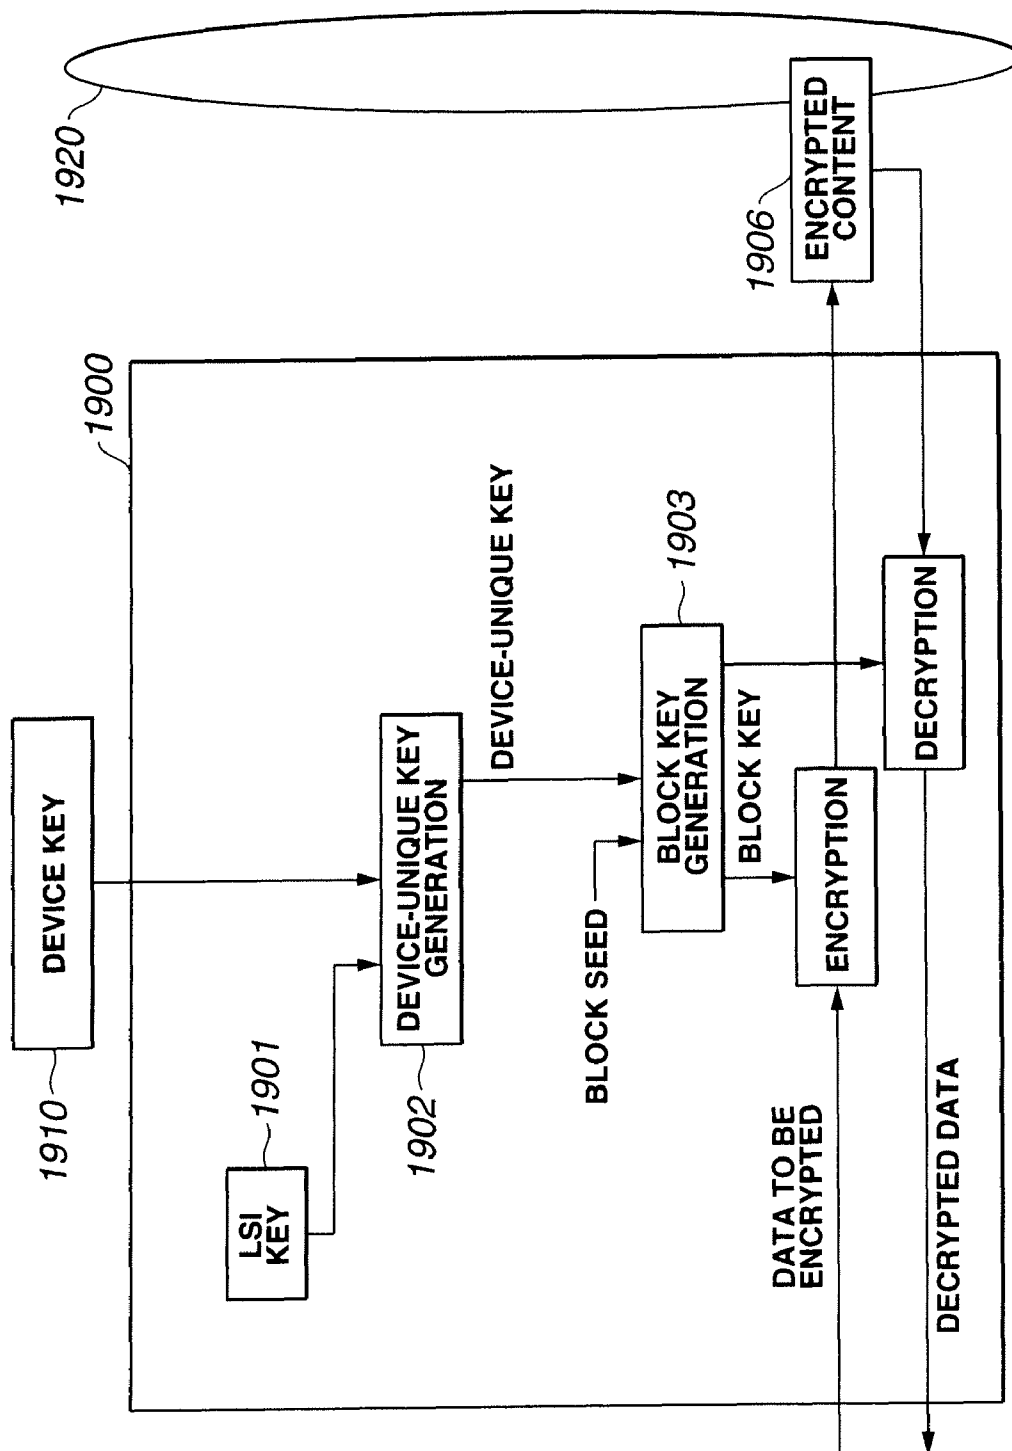 1910
DEVICE KEY
1900
1920
LSI
KEY
1901
1902
DEVICE-UNIQUE KEY
GENERATION
DEVICE-UNIQUE KEY
BLOCK SEED
BLOCK KEY
GENERATION
1903
BLOCK KEY
DATA TO BE
ENCRYPTED
ENCRYPTION
1906
ENCRYPTED
CONTENT
DECRYPTED DATA
DECRYPTION